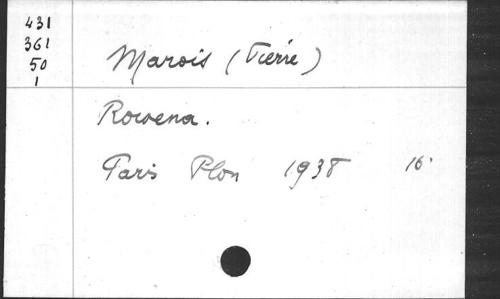 431
361
50
1
Marois (Pierre)
Rowena.
Paris Plon 1938 16°